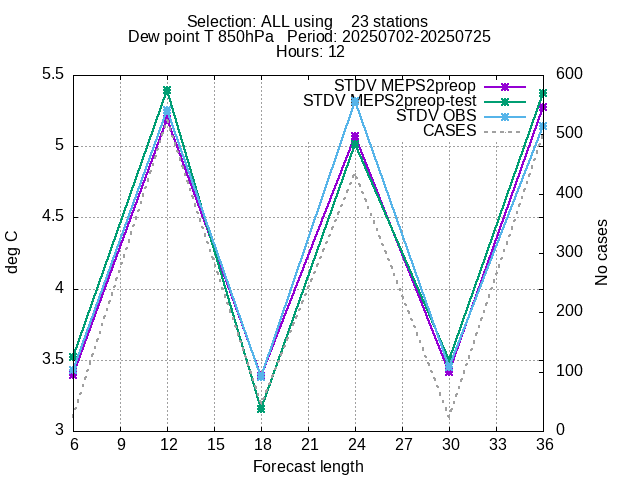 Selection: ALL using    23 stations
Dew point T 850hPa   Period: 20250702-20250725
Hours: 12
STDV MEPS2preop
STDV MEPS2preop-test
STDV OBS
CASES
deg C
5.5
5
4.5
4
3.5
3
600
500
400
300
200
100
0
No cases
6 9 12 15 18 21 24 27 30 33 36
Forecast length